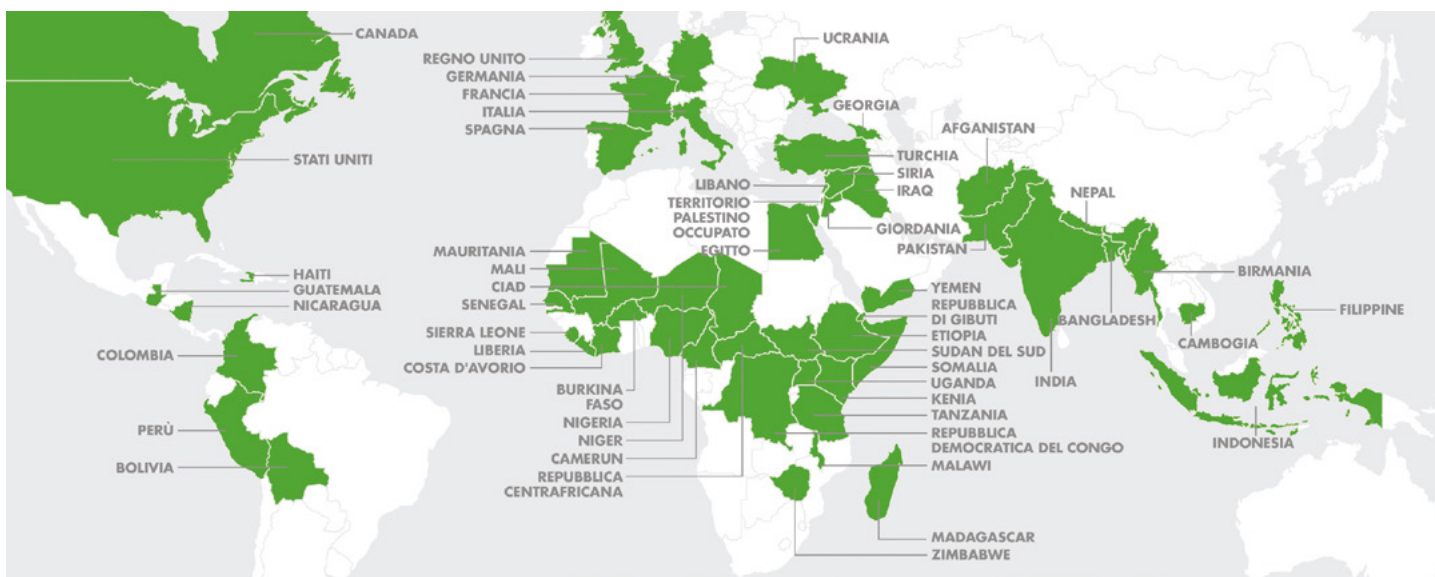 CANADA
STATI UNITI
HAITI
GUATEMALA
NICARAGUA
COLOMBIA
PERÙ
BOLIVIA
REGNO UNITO
GERMANIA
FRANCIA
ITALIA
SPAGNA
UCRANIA
GEORGIA
TURCHIA
SIRIA
IRAQ
LIBANO
TERRITORIO
PALESTINO
OCCUPATO
EGITTO
GIORDANIA
AFGANISTAN
PAKISTAN
NEPAL
MAURITANIA
MALI
CIAD
SENEGAL
SIERRA LEONE
LIBERIA
COSTA D'AVORIO
BURKINA
FASO
NIGERIA
NIGER
CAMERUN
REPUBBLICA
CENTRAFRICANA
YEMEN
REPUBBLICA
DI GIBUTI
ETIOPIA
SUDAN DEL SUD
SOMALIA
UGANDA
KENIA
TANZANIA
REPUBBLICA
DEMOCRATICA DEL CONGO
MALAWI
MADAGASCAR
ZIMBABWE
BIRMANIA
BANGLADESH
FILIPPINE
CAMBOGIA
INDIA
INDONESIA